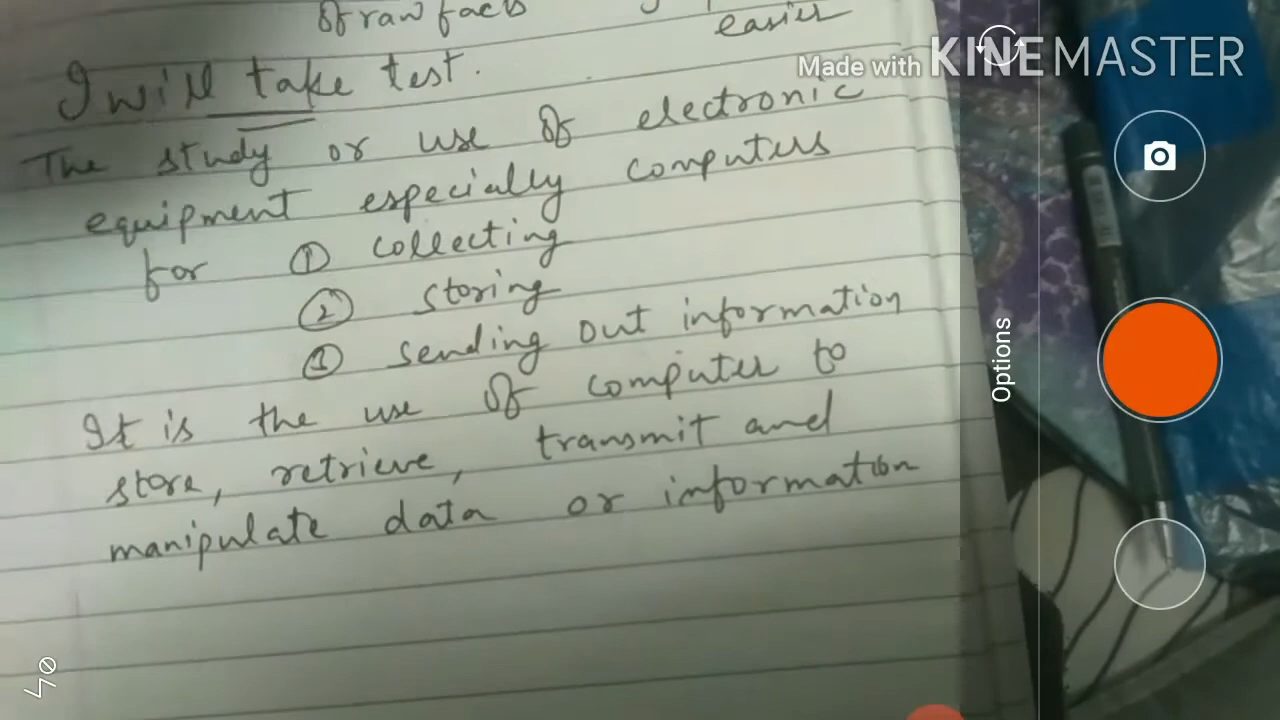 of raw facts
easier
I will take test.
The study or use of electronic
equipment especially computers
for ① collecting
② storing
③ sending out information
It is the use of computer to
store, retrieve, transmit and
manipulate data or information
Made with KINEMASTER
Options